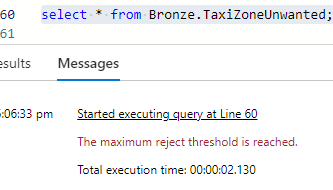 60 select * from Bronze.TaxiZoneUnwanted;
61
sults Messages
:06:33 pm Started executing query at Line 60
The maximum reject threshold is reached.
Total execution time: 00:00:02.130